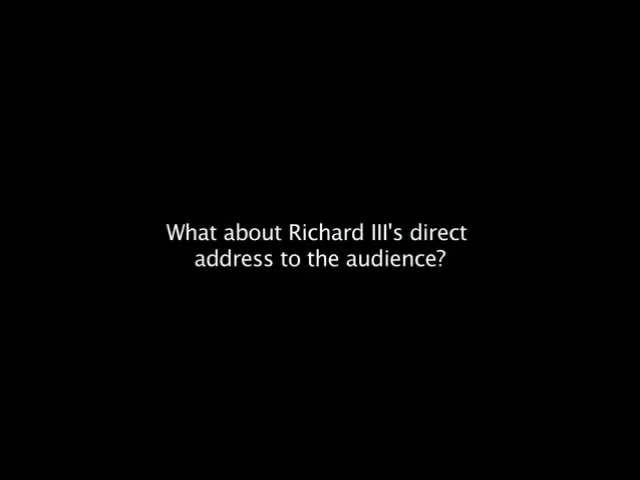 What about Richard III's direct
address to the audience?